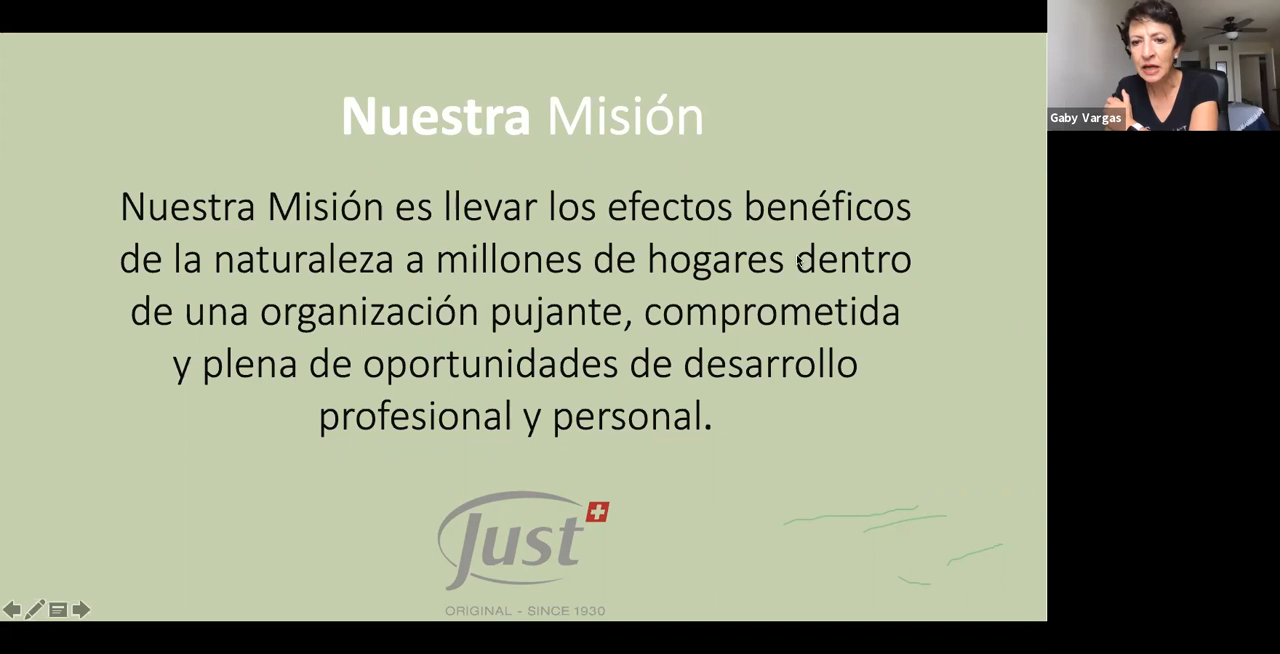 Nuestra Misión
Nuestra Misión es llevar los efectos benéficos
de la naturaleza a millones de hogares dentro
de una organización pujante, comprometida
y plena de oportunidades de desarrollo
profesional y personal.
Just
ORIGINAL - SINCE 1930
Gaby Vargas